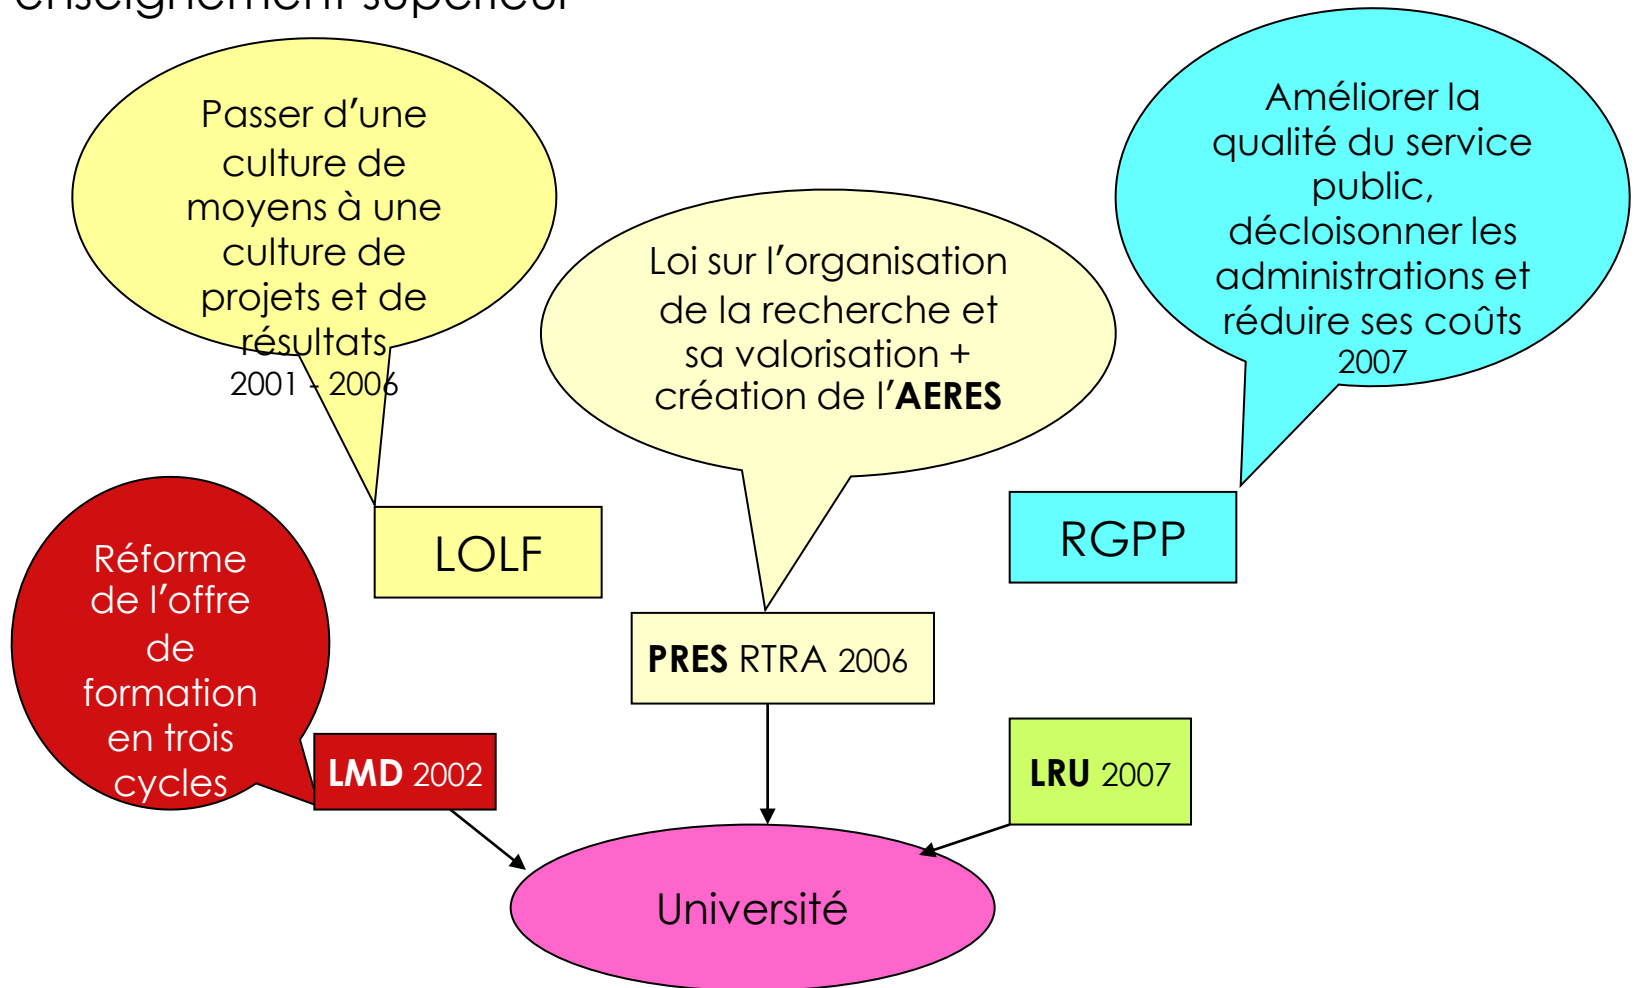 enseignement supérieur
Passer d’une
culture de
moyens à une
culture de
projets et de
résultats
2001 - 2006
Loi sur l’organisation
de la recherche et
sa valorisation +
création de l’AERES
Améliorer la
qualité du service
public,
décloisonner les
administrations et
réduire ses coûts
2007
Réforme
de l’offre
de
formation
en trois
cycles
LOLF
RGPP
PRES RTRA 2006
LMD 2002
LRU 2007
Université